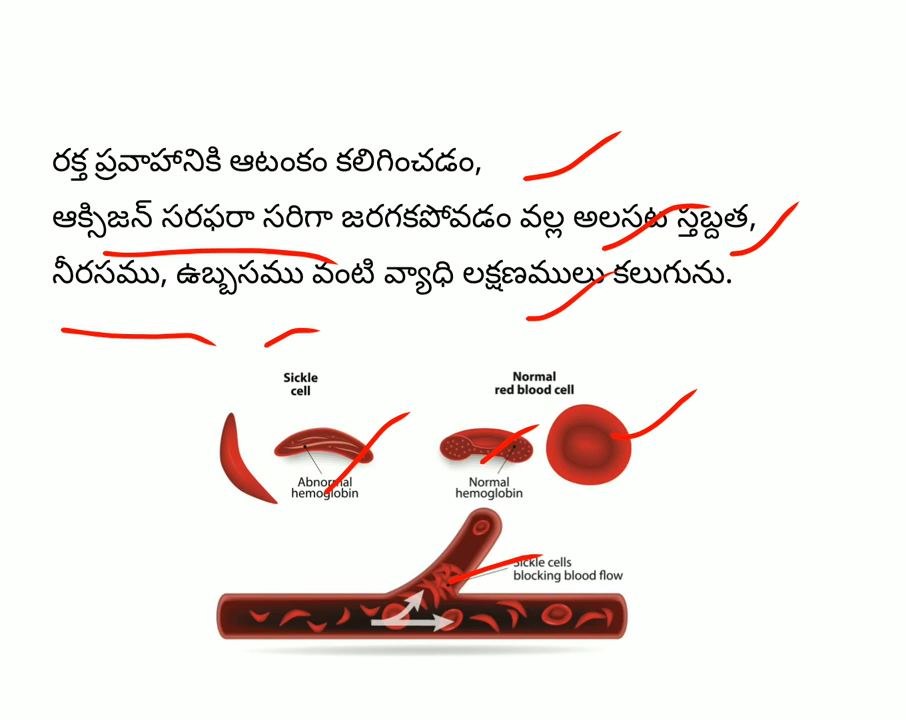 రక్త ప్రవాహానికి ఆటంకం కలిగించడం,
ఆక్సిజన్ సరఫరా సరిగా జరగకపోవడం వల్ల అలసట స్తబ్దత,
నీరసము, ఉబ్బసము వంటి వ్యాధి లక్షణములు కలుగును.
Sickle
cell
Normal
red blood cell
Abnormal
hemoglobin
Normal
hemoglobin
Sickle cells
blocking blood flow